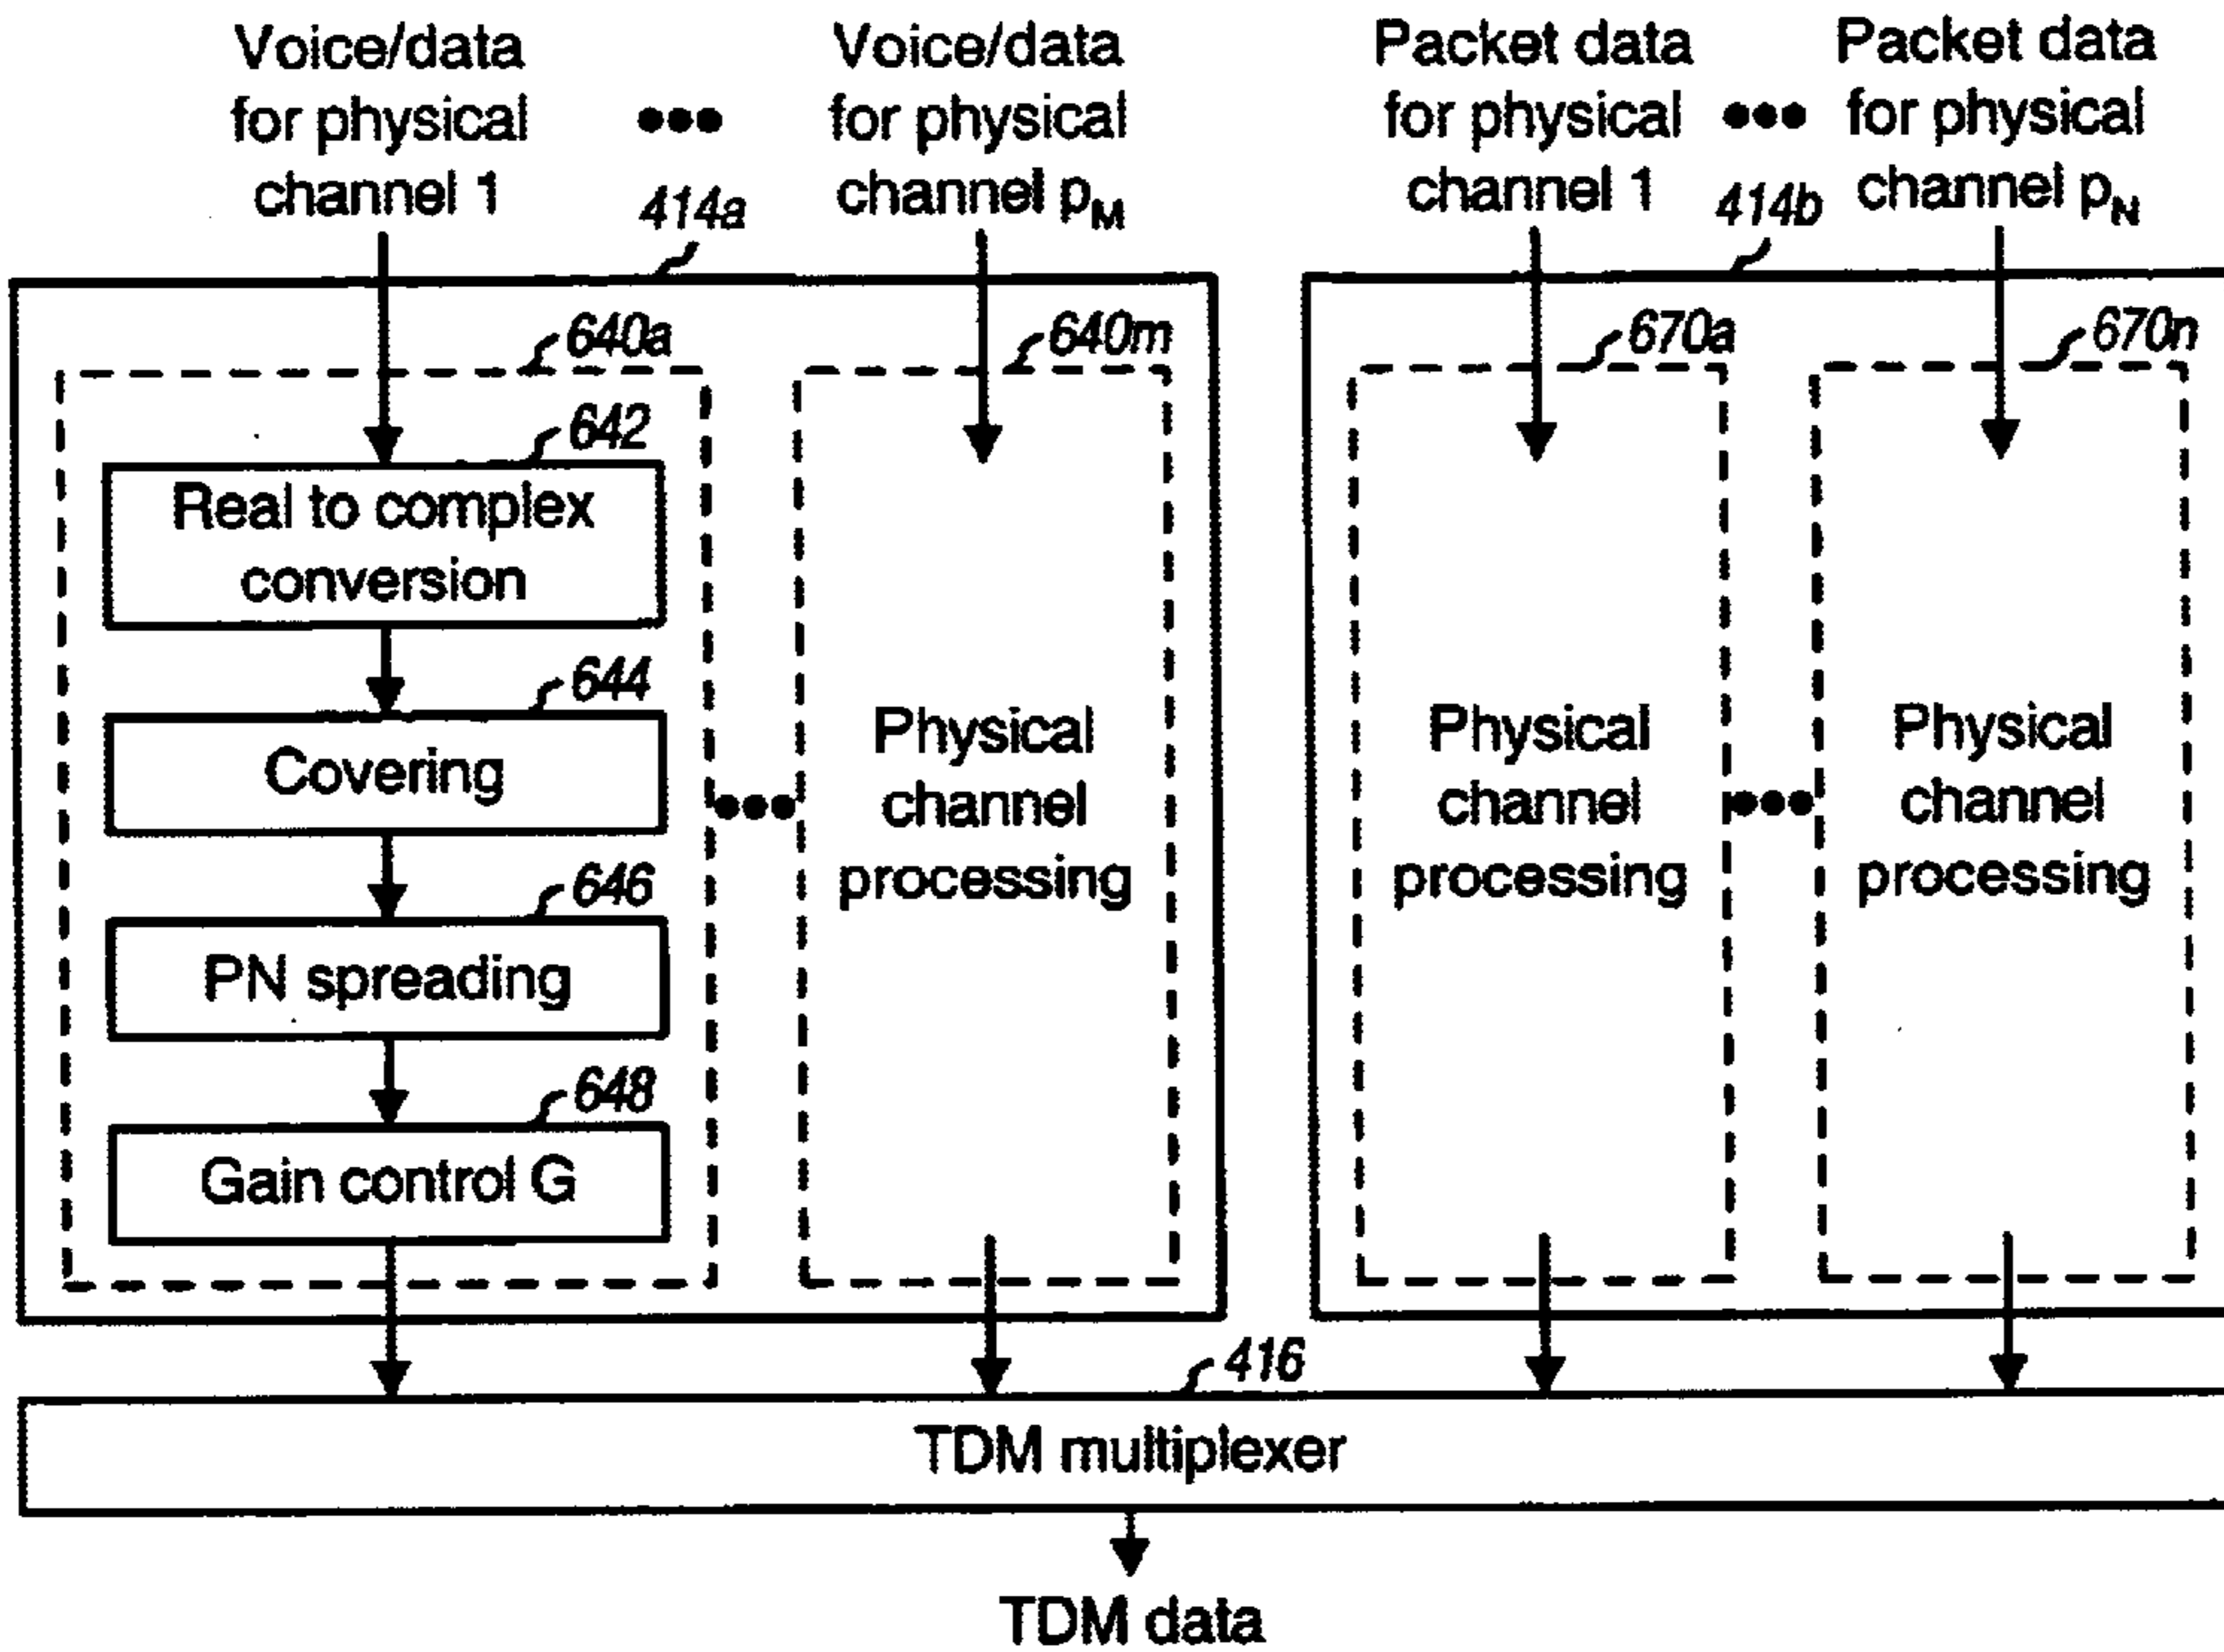 Voice/data
for physical
channel 1
Voice/data
for physical
channel pM
Packet data
for physical
channel 1
Packet data
for physical
channel pN
414a
414b
640a
640m
670a
670n
642
Real to complex
conversion
644
Covering
646
PN spreading
648
Gain control G
Physical
channel
processing
Physical
channel
processing
Physical
channel
processing
416
TDM multiplexer
TDM data